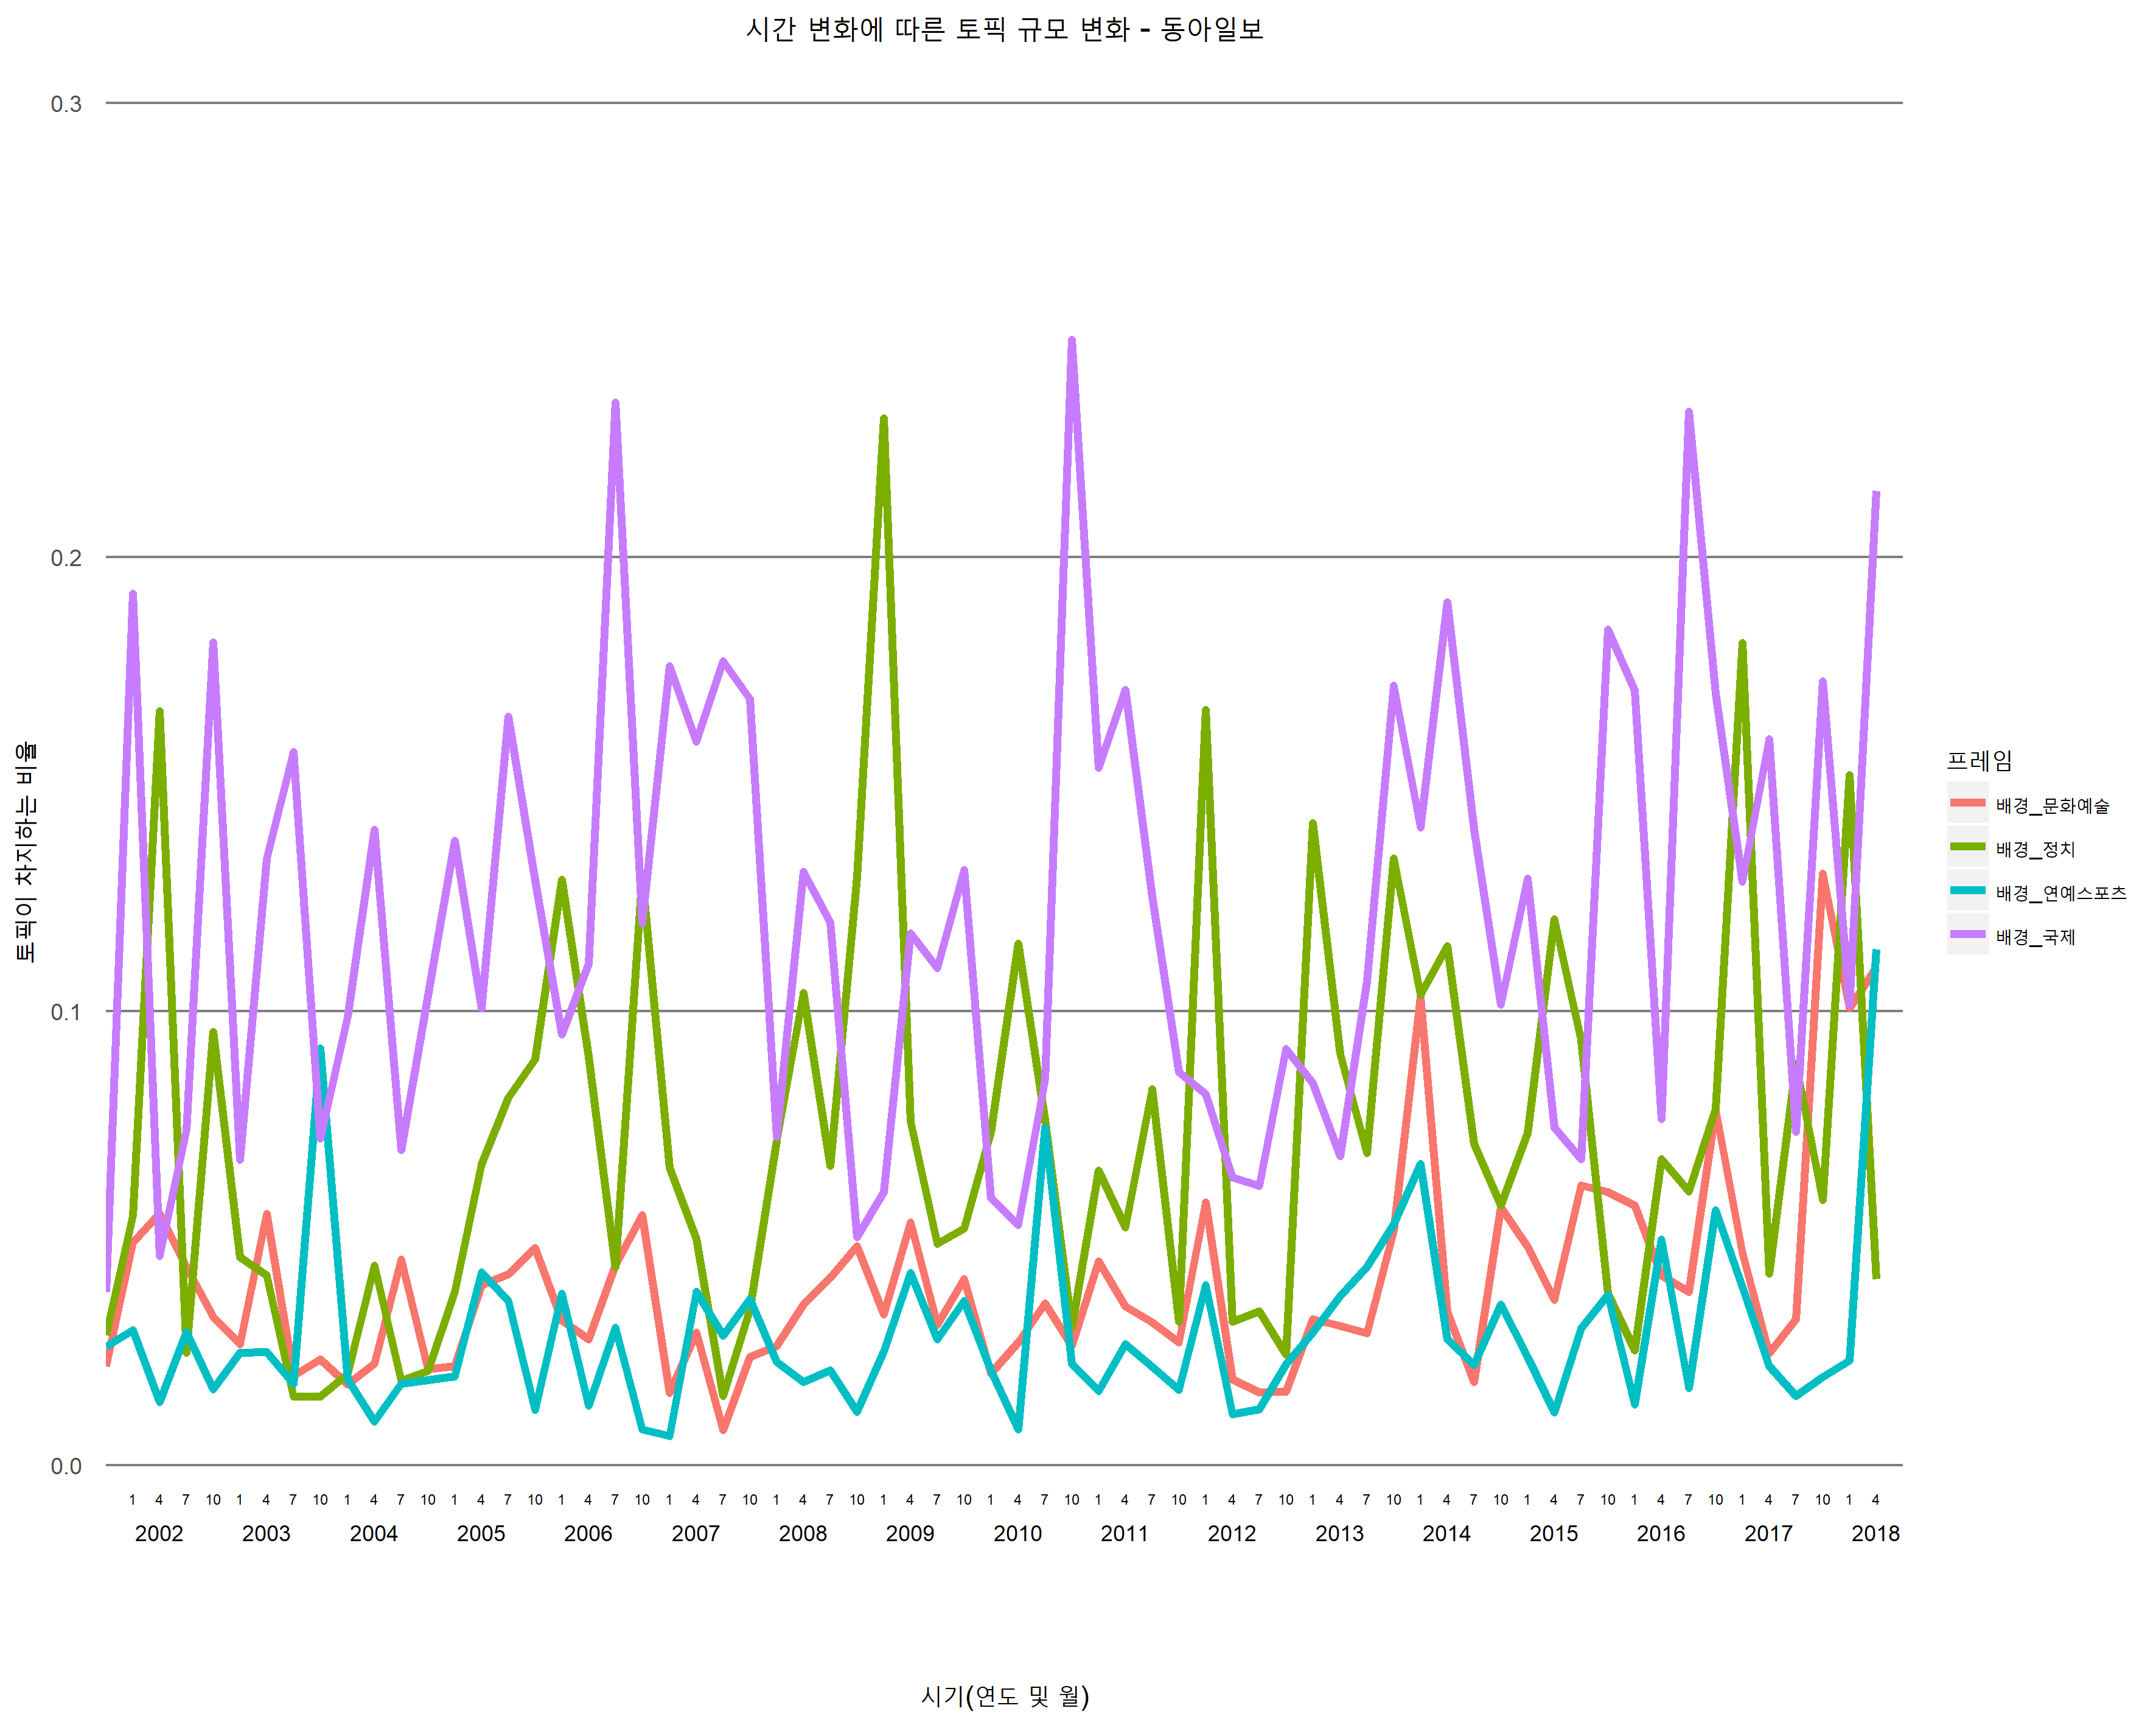 시간 변화에 따른 토픽 규모 변화 - 동아일보
토픽이 차지하는 비율
0.3
0.2
0.1
0.0
1 4 7 10 1 4 7 10 1 4 7 10 1 4 7 10 1 4 7 10 1 4 7 10 1 4 7 10 1 4 7 10 1 4 7 10 1 4 7 10 1 4 7 10 1 4 7 10 1 4 7 10 1 4 7 10 1 4 7 10 1 4 7 10 1 4
2002 2003 2004 2005 2006 2007 2008 2009 2010 2011 2012 2013 2014 2015 2016 2017 2018
시기(연도 및 월)
프레임
배경_문화예술
배경_정치
배경_연예스포츠
배경_국제